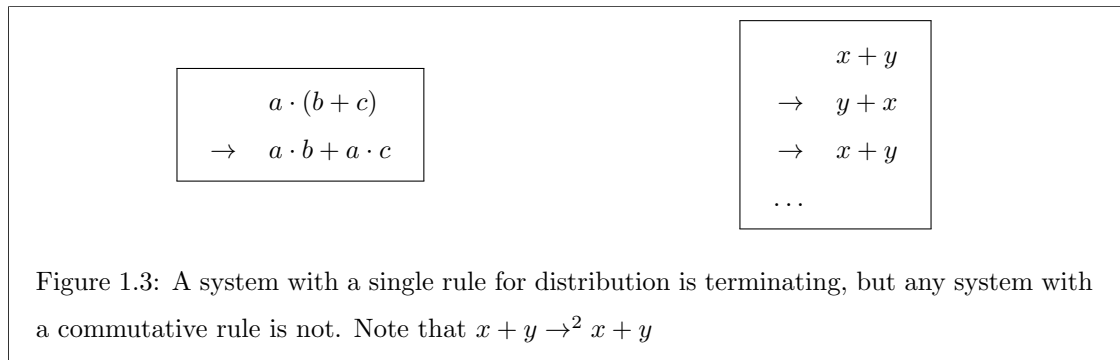 a · (b + c)
→ a · b + a · c
x + y
→ y + x
→ x + y
...
Figure 1.3: A system with a single rule for distribution is terminating, but any system with
a commutative rule is not. Note that x + y →² x + y